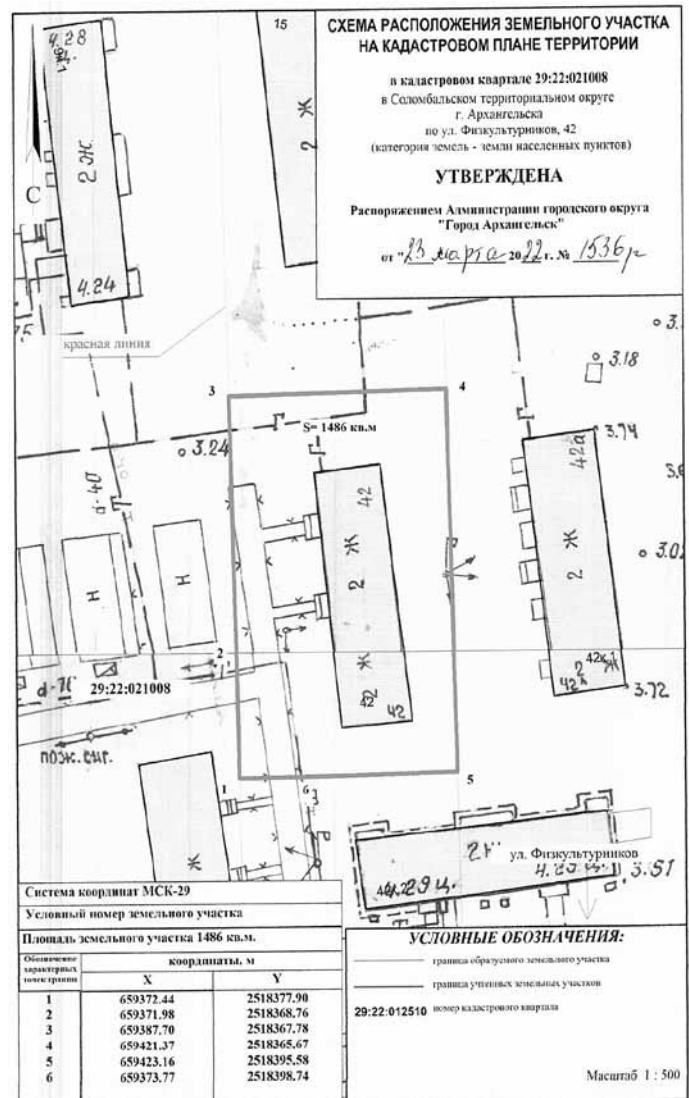 СХЕМА РАСПОЛОЖЕНИЯ ЗЕМЕЛЬНОГО УЧАСТКА
НА КАДАСТРОВОМ ПЛАНЕ ТЕРРИТОРИИ
в кадастровом квартале 29:22:021008
в Соломбальском территориальном округе
г. Архангельска
по ул. Физкультурников, 42
(категория земель - земли населенных пунктов)
УТВЕРЖДЕНА
Распоряжением Администрации городского округа
"Город Архангельск"
от "23 марта 2022 г. № 1536р
4.28
2 Ж
4.24
С
15
2 Ж
красная линия
3
4
S= 1486 кв.м
3.18
3.24
3.74
d-40
Г
42
2 Ж
42а
2 Ж
Н
Н
2
Ж
42
42
2
Ж
3.72
d-
29:22:021008
пож.сиг.
1
6
5
Ж
ул. Физкультурников
3.51
Система координат МСК-29
Условный номер земельного участка
Площадь земельного участка 1486 кв.м.
Обозначение характерных точек границ координаты, м
X Y
1 659372.44 2518377.90
2 659371.98 2518368.76
3 659387.70 2518367.78
4 659421.37 2518365.67
5 659423.16 2518395.58
6 659373.77 2518398.74
УСЛОВНЫЕ ОБОЗНАЧЕНИЯ:
граница образуемого земельного участка
граница учтенных земельных участков
29:22:012510 номер кадастрового квартала
Масштаб 1 : 500